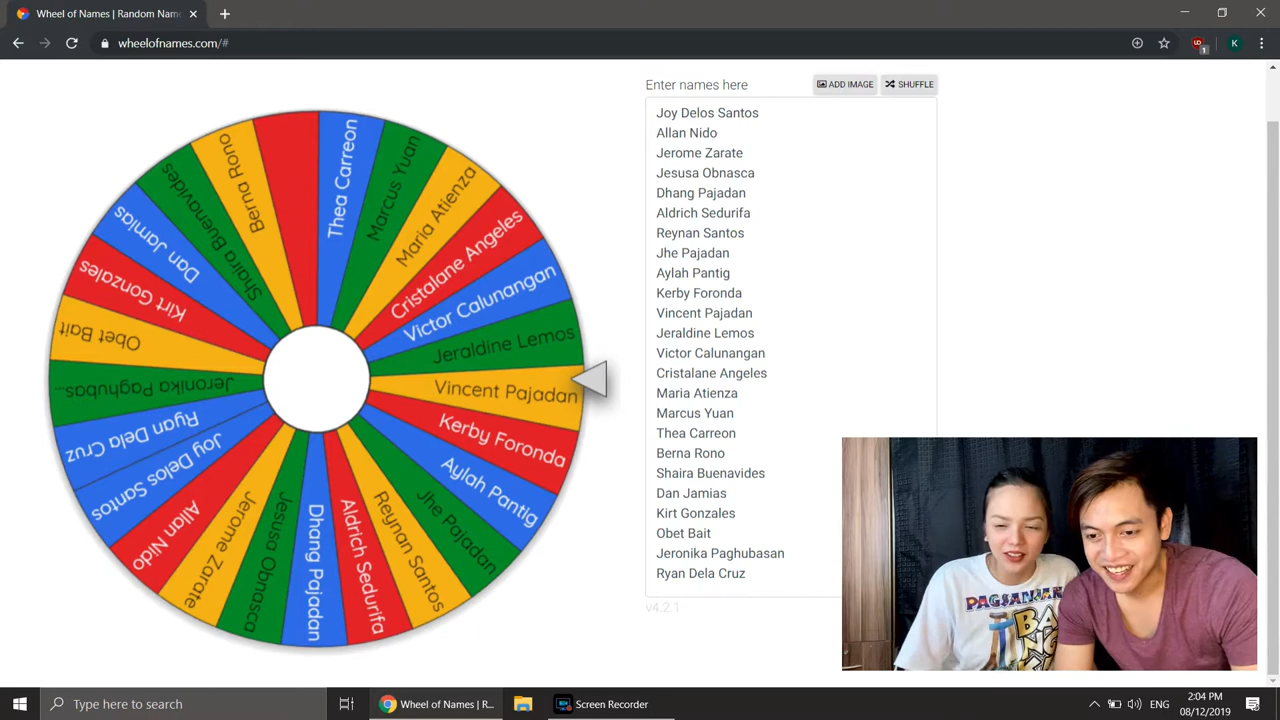 Wheel of Names | Random Nam
wheelofnames.com/#
K
1
Enter names here
ADD IMAGE
SHUFFLE
Joy Delos Santos
Allan Nido
Jerome Zarate
Jesusa Obnasca
Dhang Pajadan
Aldrich Sedurifa
Reynan Santos
Jhe Pajadan
Aylah Pantig
Kerby Foronda
Vincent Pajadan
Jeraldine Lemos
Victor Calunangan
Cristalane Angeles
Maria Atienza
Marcus Yuan
Thea Carreon
Berna Rono
Shaira Buenavides
Dan Jamias
Kirt Gonzales
Obet Bait
Jeronika Paghubasan
Ryan Dela Cruz
v4.2.1
Thea Carreon
Marcus Yuan
Maria Atienza
Cristalane Angeles
Victor Calunangan
Jeraldine Lemos
Vincent Pajadan
Kerby Foronda
Aylah Pantig
Jhe Pajadan
Reynan Santos
Aldrich Sedurifa
Dhang Pajadan
Jesusa Obnasca
Jerome Zarate
Allan Nido
Joy Delos Santos
Ryan Dela Cruz
Jeronika Paghubas...
Obet Bait
Kirt Gonzales
Dan Jamias
Shaira Buenavides
Berna Rono
PAGSANJAN
Type here to search
Wheel of Names | R...
Screen Recorder
ENG
2:04 PM
08/12/2019